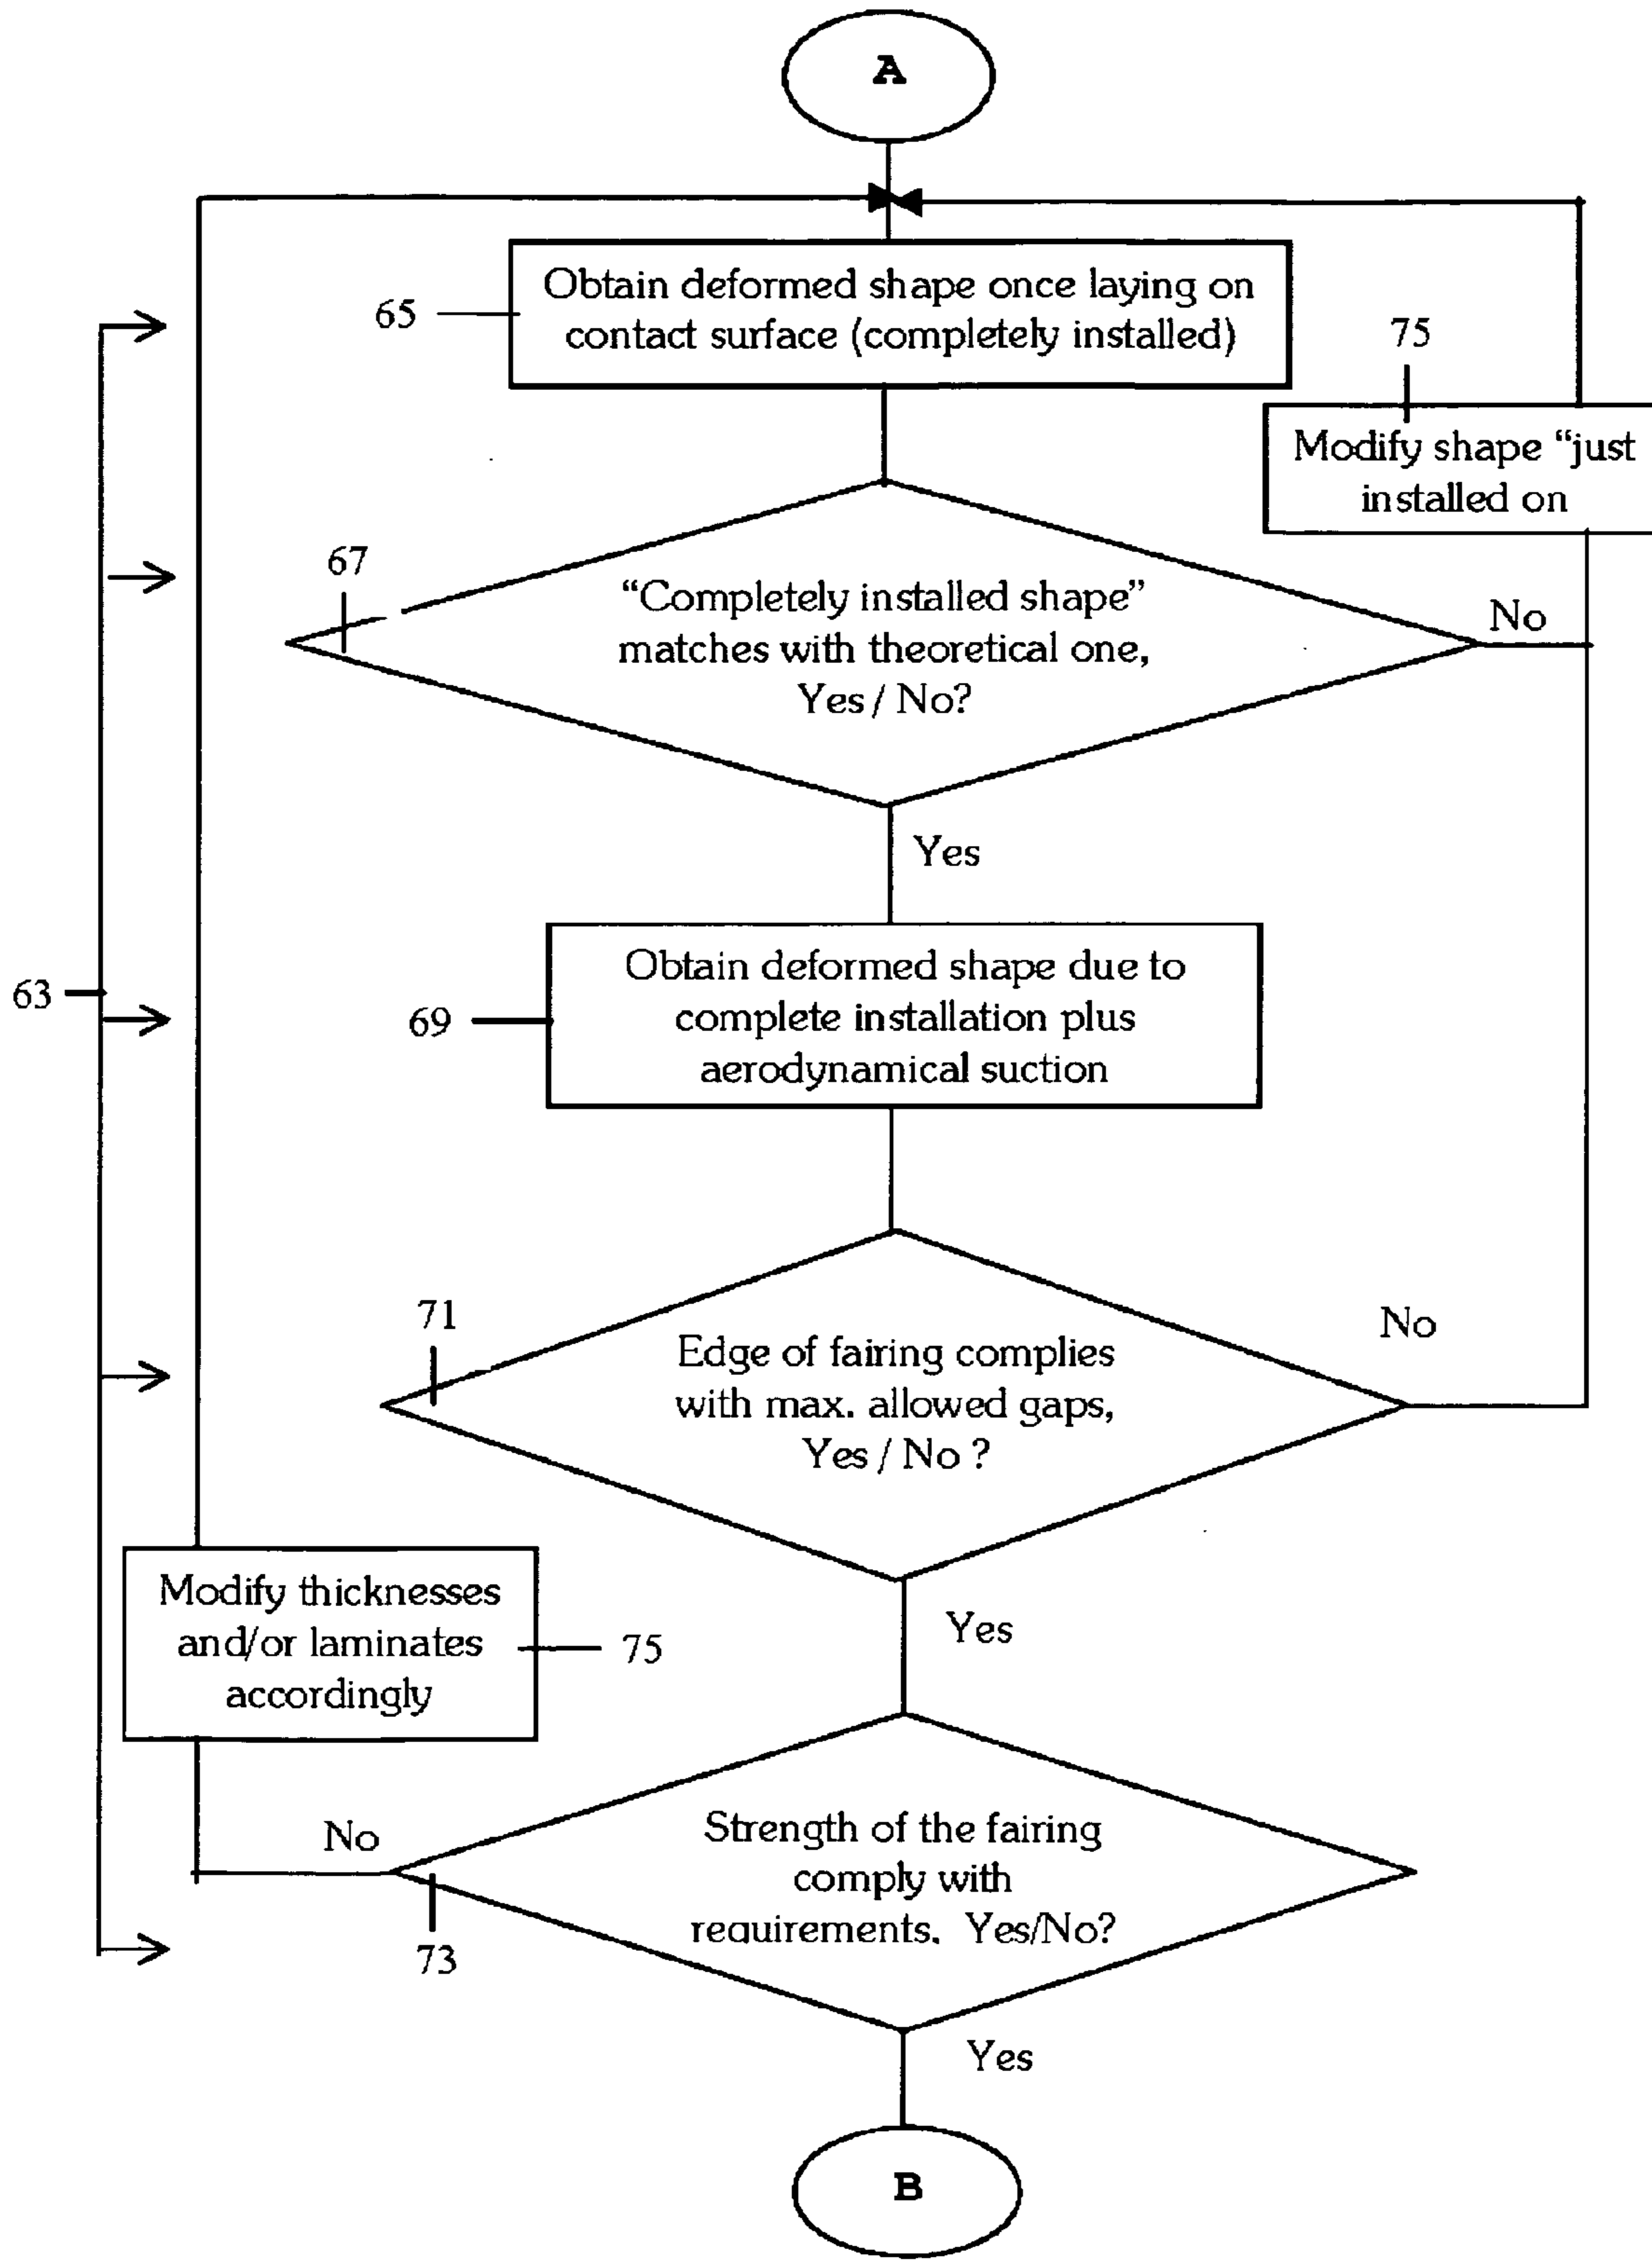 A
65
Obtain deformed shape once laying on
contact surface (completely installed)
75
Modify shape “just
installed on
67
“Completely installed shape”
matches with theoretical one,
Yes / No?
No
Yes
63
69
Obtain deformed shape due to
complete installation plus
aerodynamical suction
71
Edge of fairing complies
with max. allowed gaps,
Yes / No ?
No
Yes
Modify thicknesses
and/or laminates
accordingly
75
No
Strength of the fairing
comply with
requirements, Yes/No?
73
Yes
B